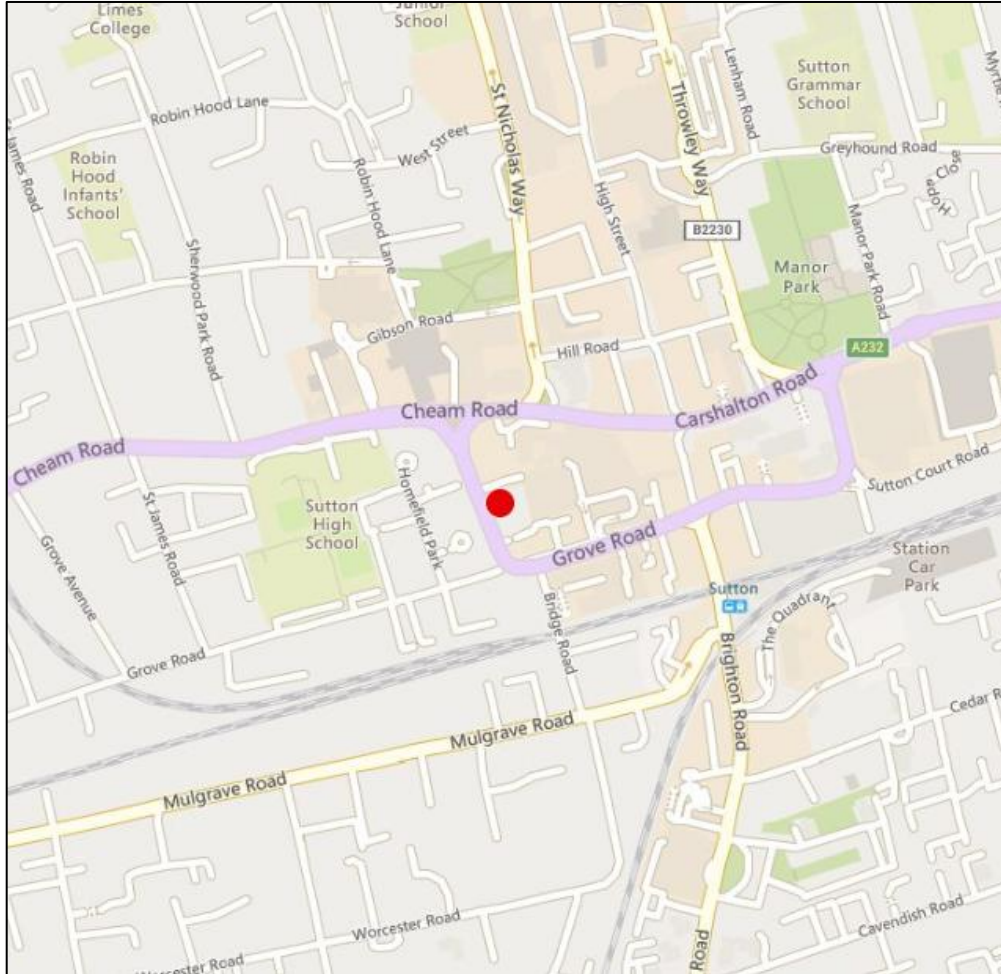 Limes
College
Junior
School
Robin Hood Lane
West Street
St Nicholas Way
Throwley Way
Lenham Road
Sutton
Grammar
School
Greyhound Road
Hope Close
St James Road
Robin
Hood
Infants'
School
Robin Hood Lane
High Street
B2230
Manor
Park
Manor Park Road
Sherwood Park Road
Gibson Road
Hill Road
A232
Cheam Road
Carshalton Road
Cheam Road
Sutton
High
School
Homefield Park
Sutton Court Road
St James Road
Grove Avenue
Grove Road
Station
Car
Park
Sutton
Bridge Road
The Quadrant
Grove Road
Brighton Road
Mulgrave Road
Mulgrave Road
Cedar R
Worcester Road
Worcester Road
Cavendish Road
Road